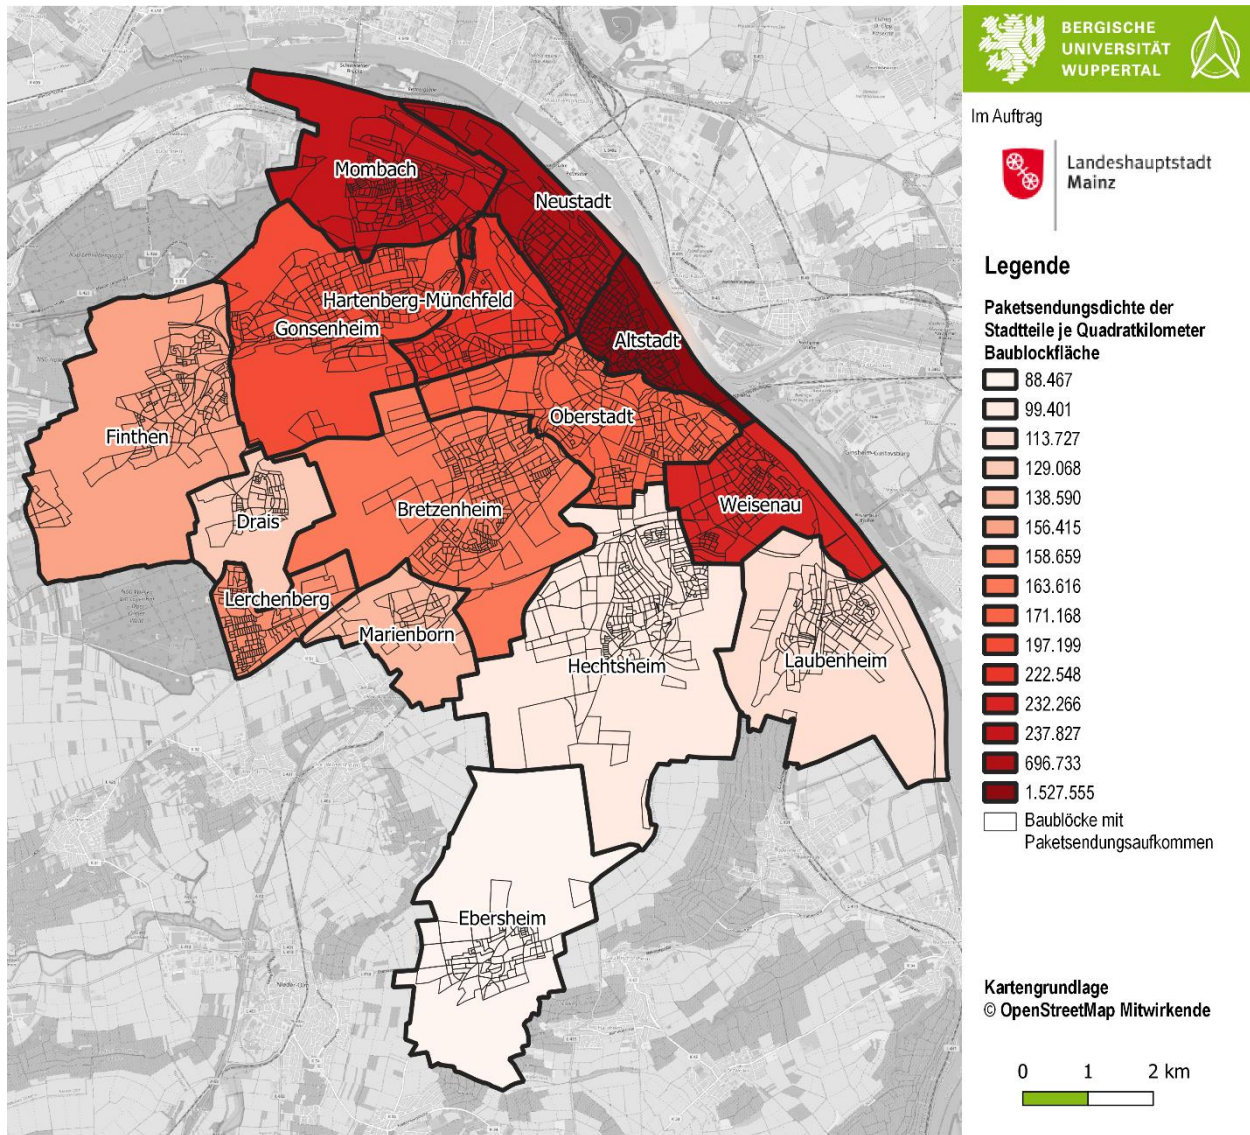 BERGISCHE
UNIVERSITÄT
WUPPERTAL
Im Auftrag
Landeshauptstadt
Mainz
Legende
Paketsendungsdichte der
Stadtteile je Quadratkilometer
Baublockfläche
88.467
99.401
113.727
129.068
138.590
156.415
158.659
163.616
171.168
197.199
222.548
232.266
237.827
696.733
1.527.555
Baublöcke mit
Paketsendungsaufkommen
Kartengrundlage
© OpenStreetMap Mitwirkende
0 1 2 km
Mombach
Neustadt
Hartenberg-Münchfeld
Gonsenheim
Altstadt
Oberstadt
Finthen
Bretzenheim
Weisenau
Drais
Lerchenberg
Marienborn
Hechtsheim
Laubenheim
Ebersheim